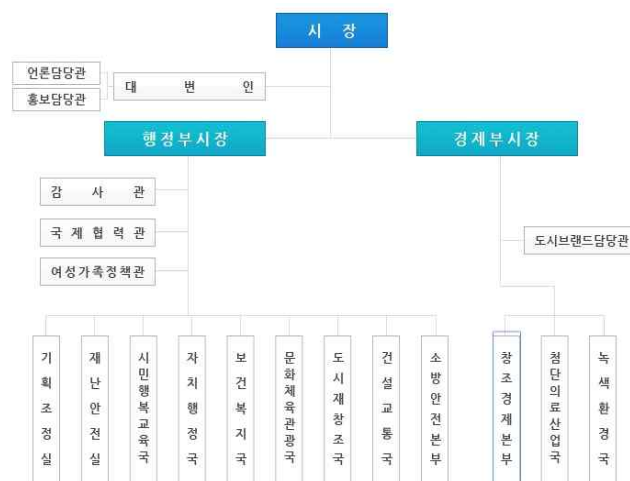 시 장
언론담당관
홍보담당관
대 변 인
행정부시장
경제부시장
감 사 관
국제협력관
여성가족정책관
도시브랜드담당관
기획조정실
재난안전실
시민행복교육국
자치행정국
보건복지국
문화체육관광국
도시재창조국
건설교통국
소방안전본부
창조경제본부
첨단의료산업국
녹색환경국